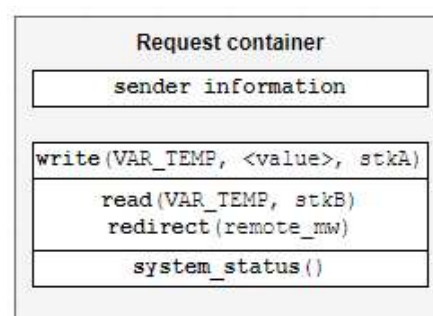 Request container
sender information
write(VAR_TEMP, <value>, stkA)
read(VAR_TEMP, stkB)
redirect(remote_mw)
system_status()